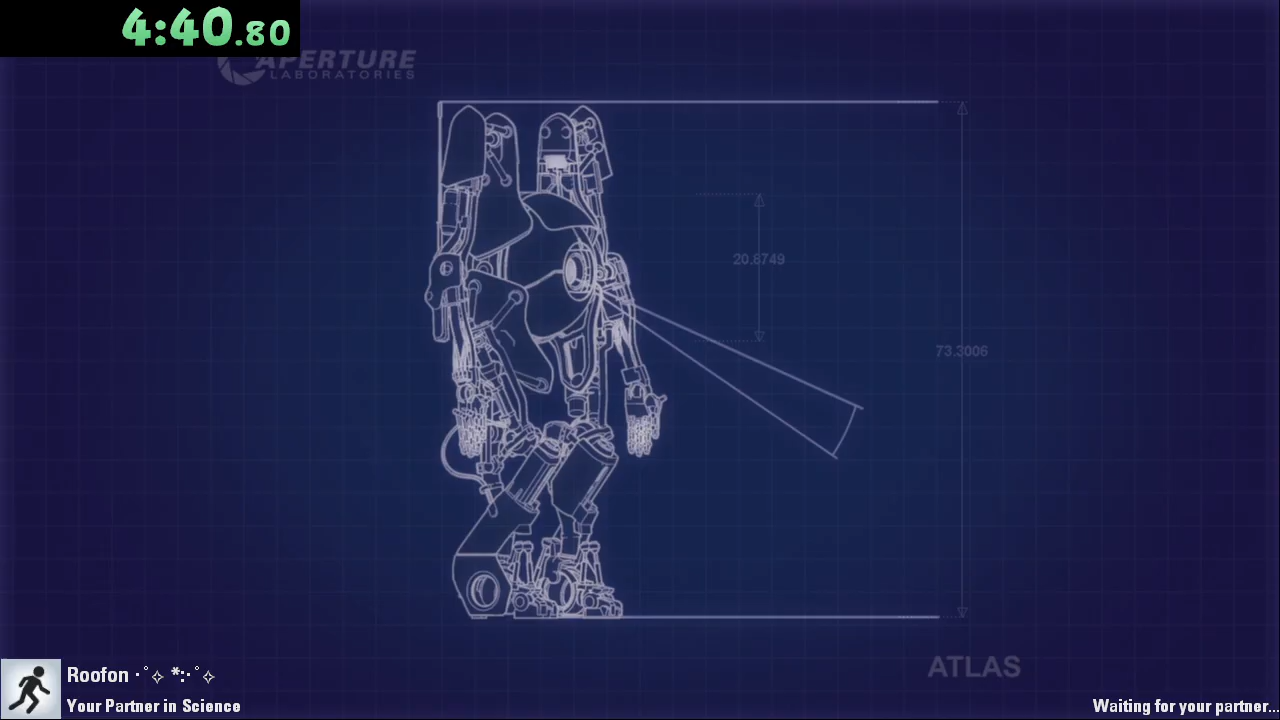 4:40.80
APERTURE
LABORATORIES
20.8749
73.3006
ATLAS
Roofon ･ﾟ✧ *:･ﾟ✧
Your Partner in Science
Waiting for your partner...